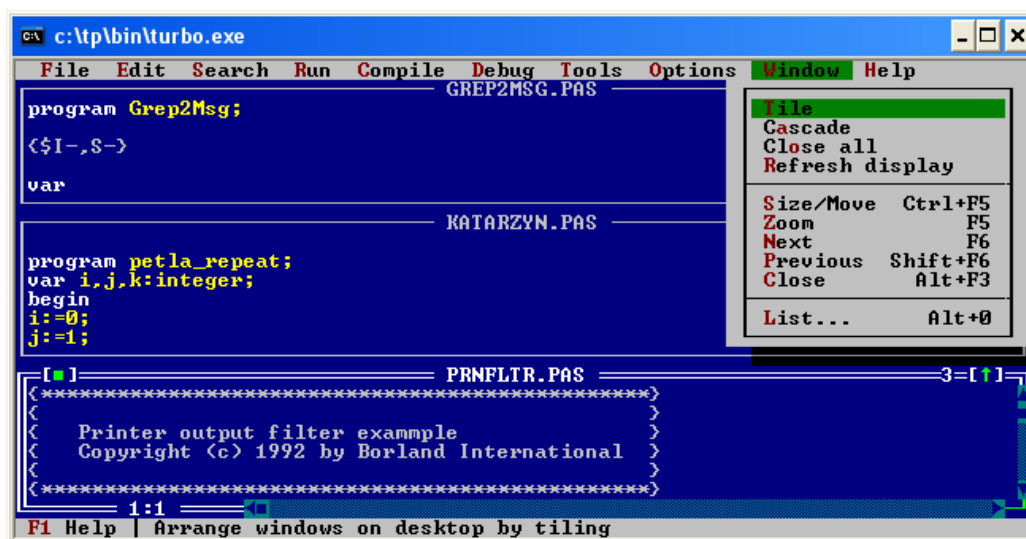 c:\tp\bin\turbo.exe
File Edit Search Run Compile Debug Tools Options Window Help
GREP2MSG.PAS
program Grep2Msg;
{$I-,S-}
var
KATARZYN.PAS
program petla_repeat;
var i,j,k:integer;
begin
i:=0;
j:=1;
Tile
Cascade
Close all
Refresh display
Size/Move Ctrl+F5
Zoom F5
Next F6
Previous Shift+F6
Close Alt+F3
List... Alt+0
[■] PRNFLTR.PAS 3=[↑]
{***********************************************}
{ }
{ Printer output filter exammple }
{ Copyright (c) 1992 by Borland International }
{ }
{***********************************************}
1:1
F1 Help | Arrange windows on desktop by tiling